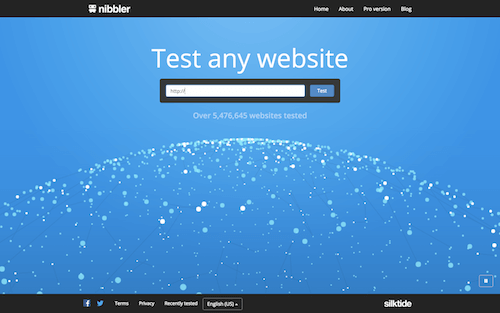 nibbler
Home About Pro version Blog
Test any website
http://
Test
Over 5,476,645 websites tested
Terms Privacy Recently tested English (US)
silktide